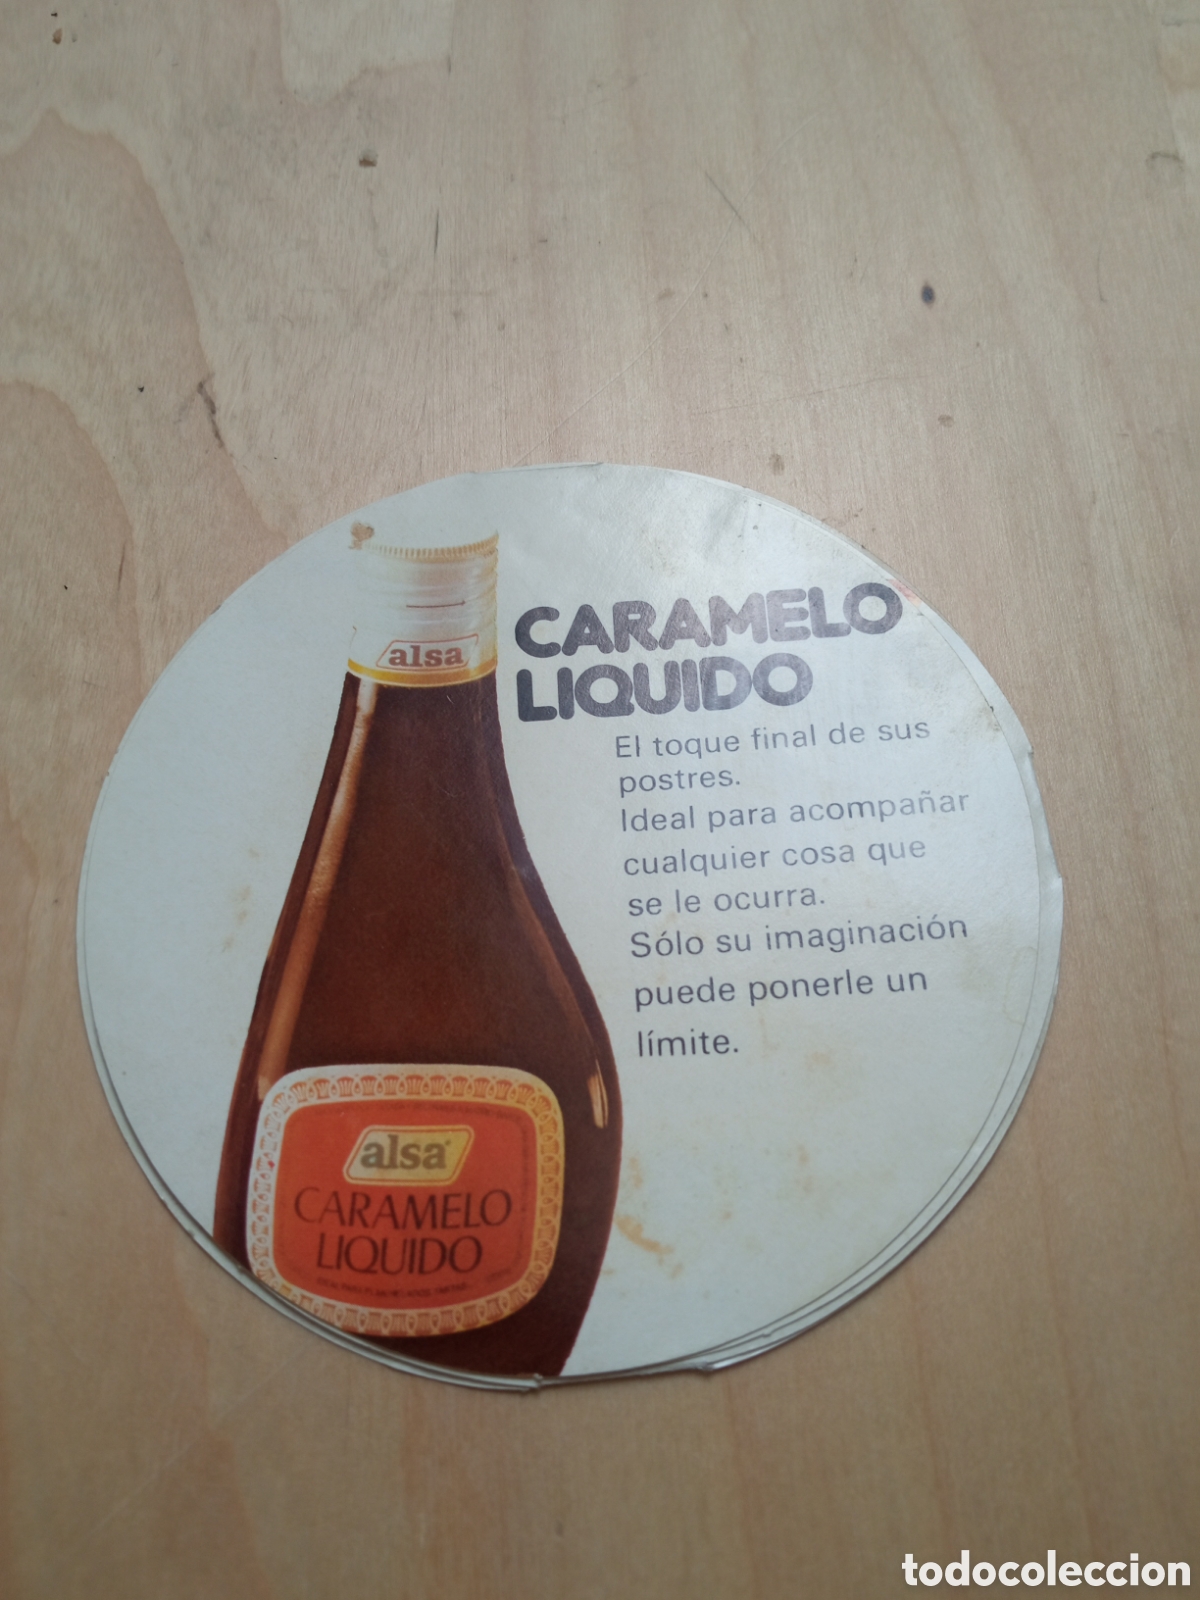 CARAMELO
LIQUIDO
El toque final de sus
postres.
Ideal para acompañar
cualquier cosa que
se le ocurra.
Sólo su imaginación
puede ponerle un
límite.
alsa
alsa
CARAMELO
LIQUIDO
todocoleccion